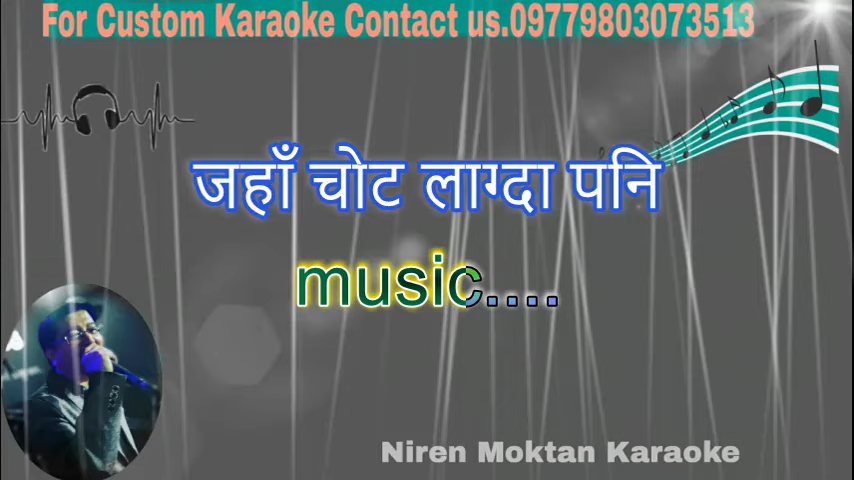 For Custom Karaoke Contact us.09779803073513
जहाँ चोट लाग्दा पनि
music....
Niren Moktan Karaoke